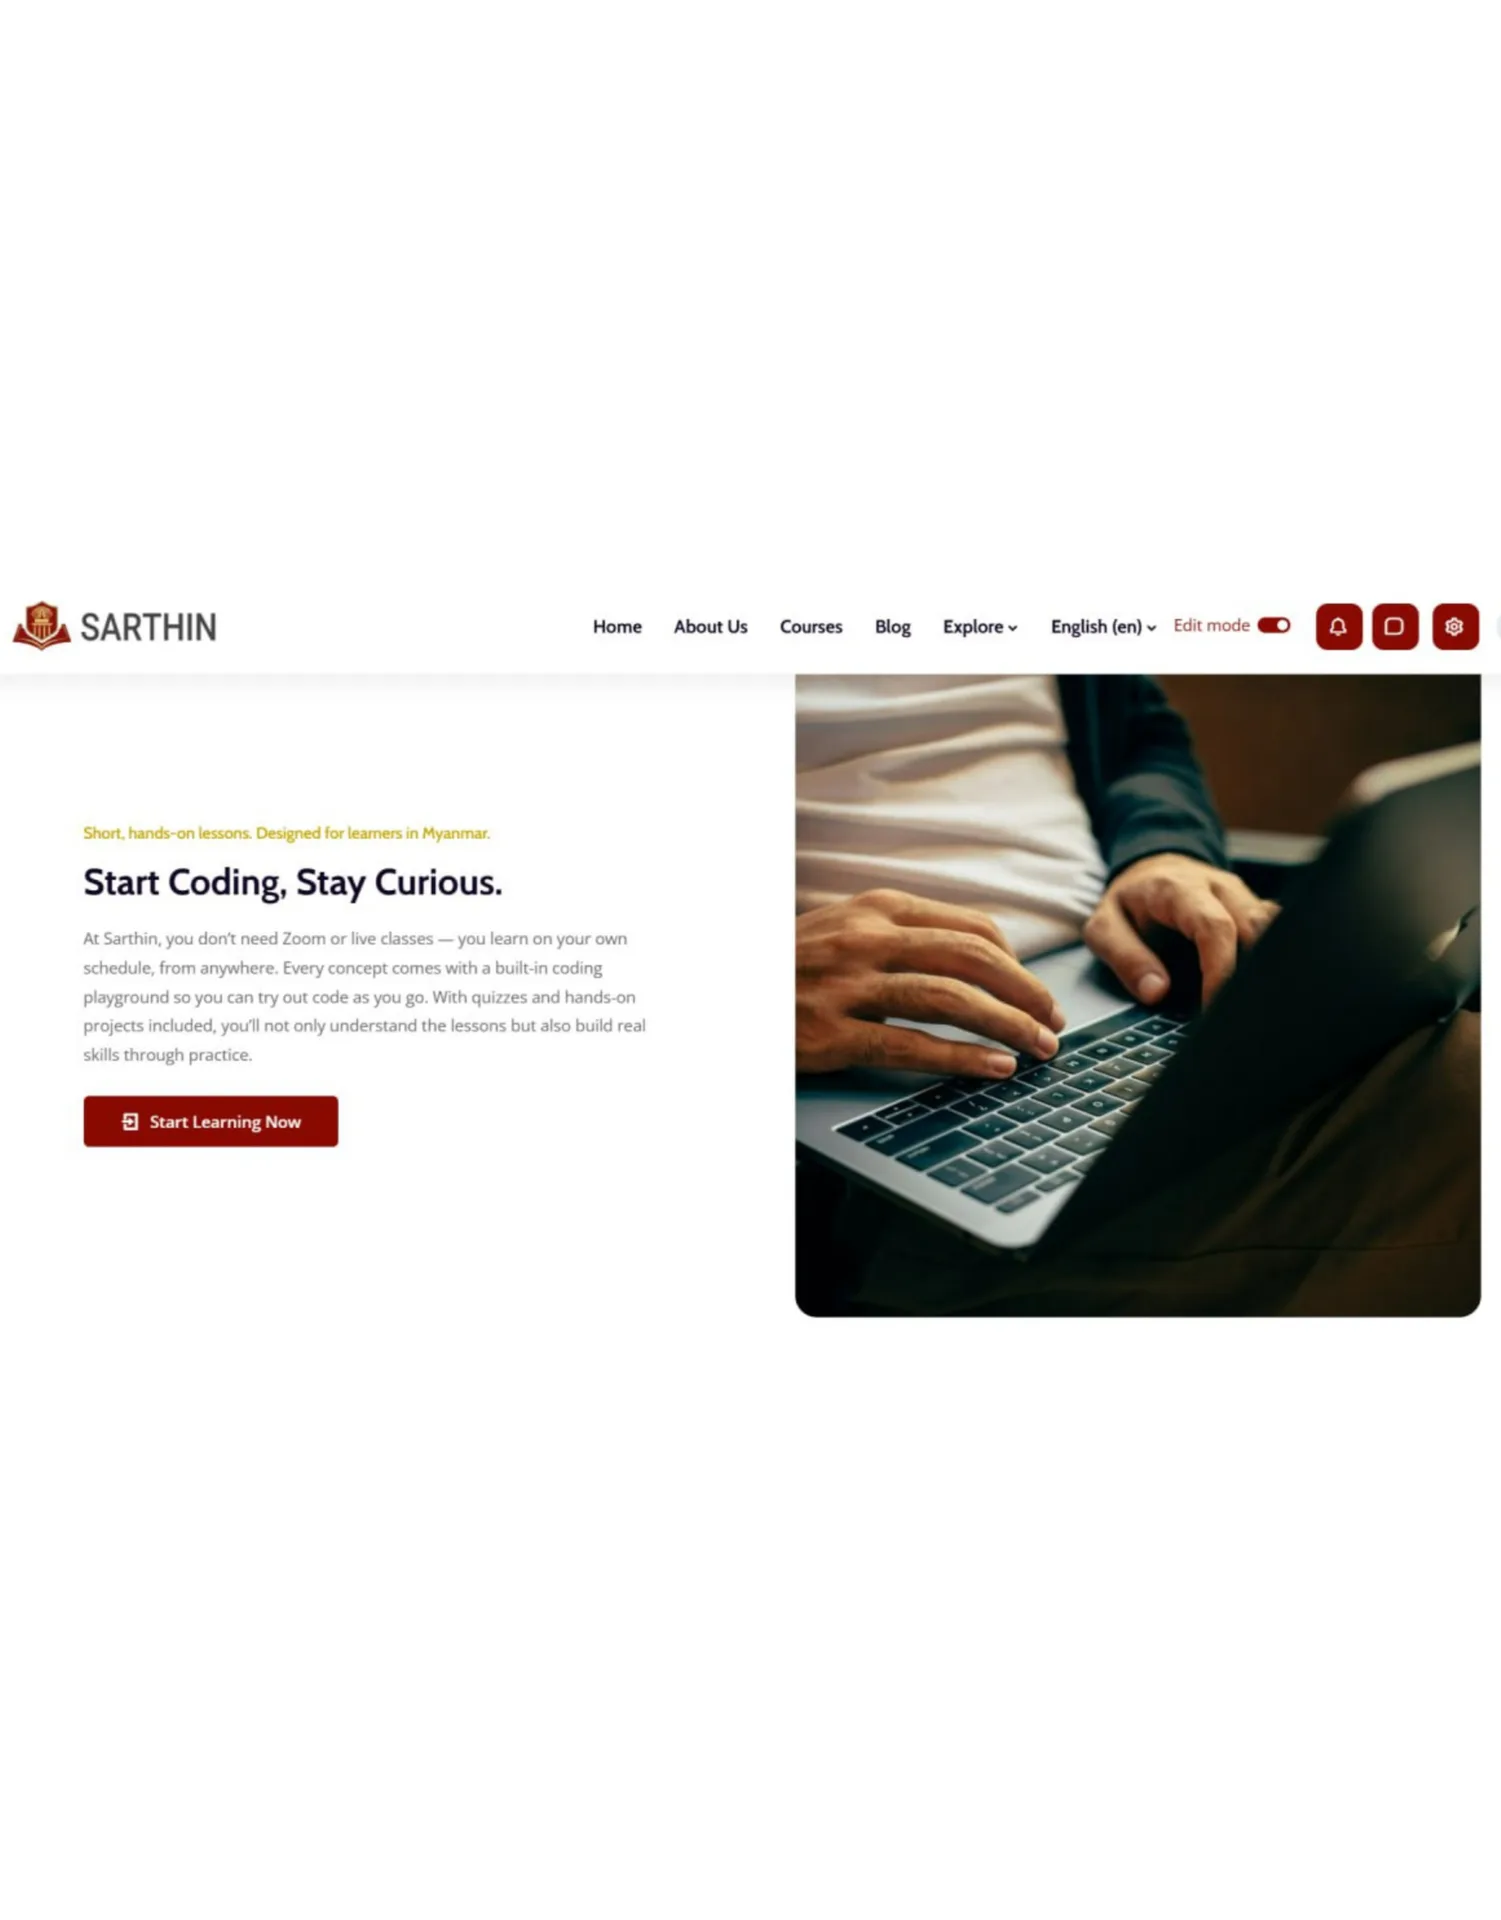 SARTHIN
Home About Us Courses Blog Explore English (en) Edit mode
Short, hands-on lessons. Designed for learners in Myanmar.
Start Coding, Stay Curious.
At Sarthin, you don’t need Zoom or live classes — you learn on your own
schedule, from anywhere. Every concept comes with a built-in coding
playground so you can try out code as you go. With quizzes and hands-on
projects included, you’ll not only understand the lessons but also build real
skills through practice.
Start Learning Now